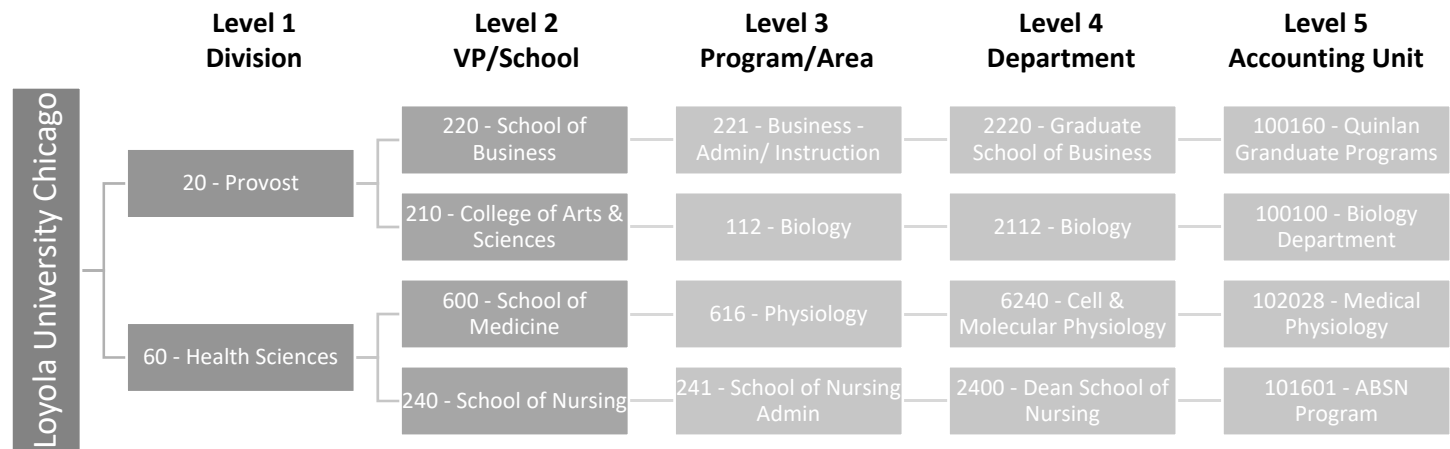 Level 1
Division
Level 2
VP/School
Level 3
Program/Area
Level 4
Department
Level 5
Accounting Unit
Loyola University Chicago
20 - Provost
220 - School of
Business
221 - Business -
Admin/ Instruction
2220 - Graduate
School of Business
100160 - Quinlan
Granduate Programs
210 - College of Arts &
Sciences
112 - Biology
2112 - Biology
100100 - Biology
Department
60 - Health Sciences
600 - School of
Medicine
616 - Physiology
6240 - Cell &
Molecular Physiology
102028 - Medical
Physiology
240 - School of Nursing
241 - School of Nursing
Admin
2400 - Dean School of
Nursing
101601 - ABSN
Program